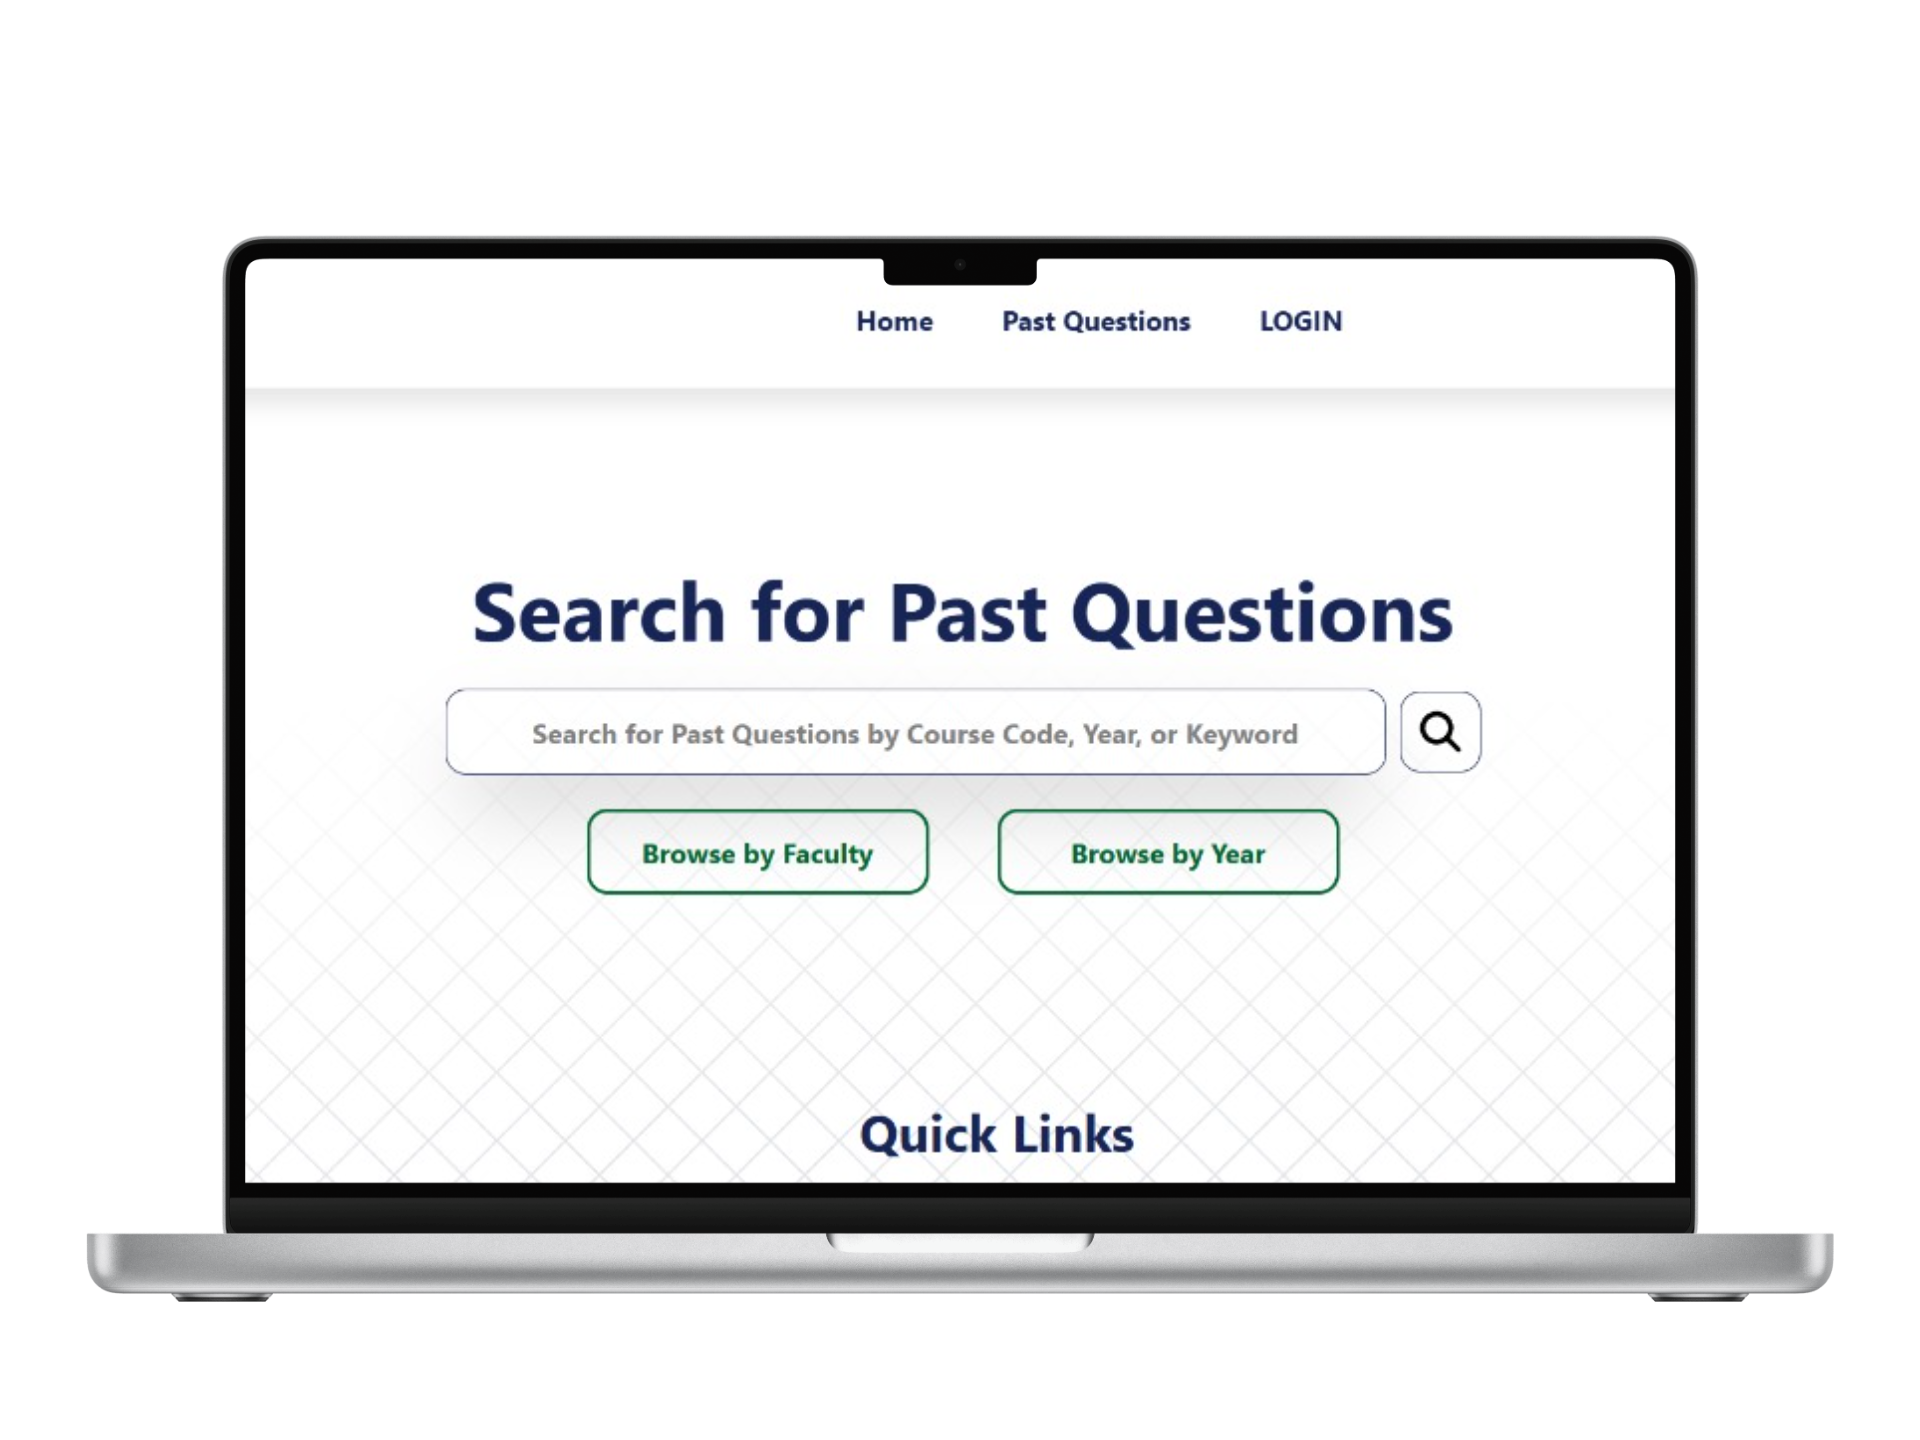 Home Past Questions LOGIN
Search for Past Questions
Search for Past Questions by Course Code, Year, or Keyword
Browse by Faculty Browse by Year
Quick Links